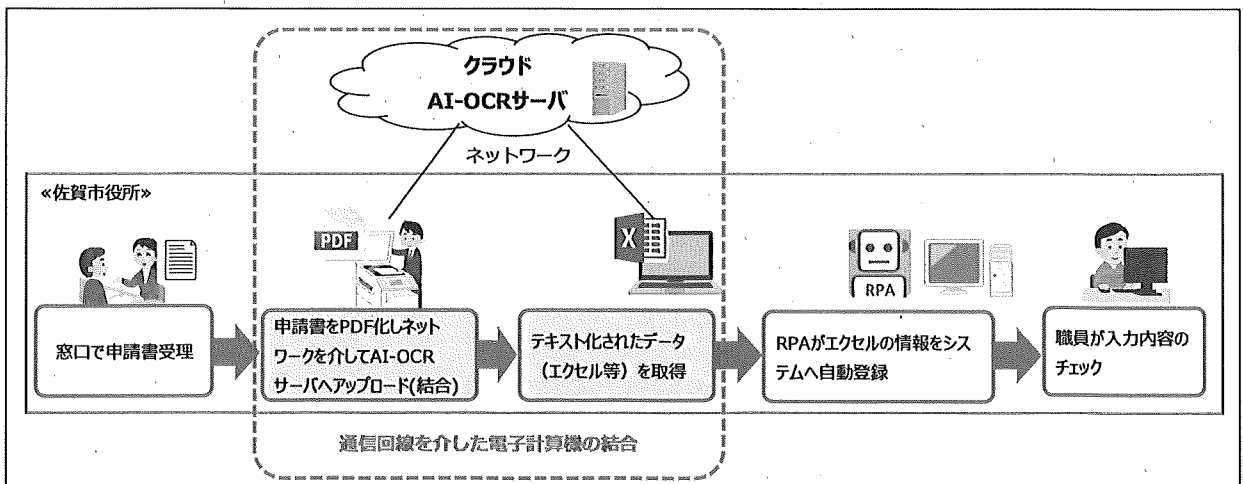 クラウド
AI-OCRサーバ
ネットワーク
≪佐賀市役所≫
PDF
X
RPA
窓口で申請書受理
申請書をPDF化しネット
ワークを介してAI-OCR
サーバへアップロード(結合)
テキスト化されたデータ
(エクセル等)を取得
RPAがエクセルの情報をシス
テムへ自動登録
職員が入力内容の
チェック
通信回線を介した電子計算機の結合